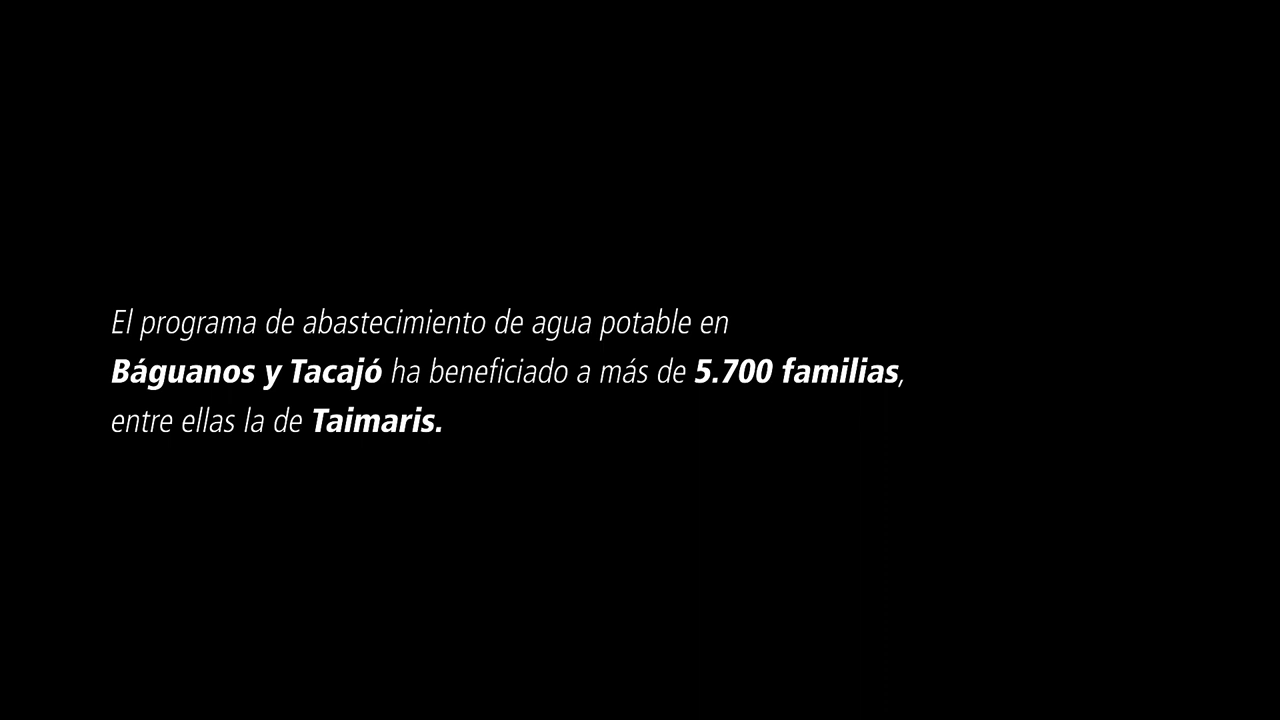 El programa de abastecimiento de agua potable en
Báguanos y Tacajó ha beneficiado a más de 5.700 familias,
entre ellas la de Taimaris.